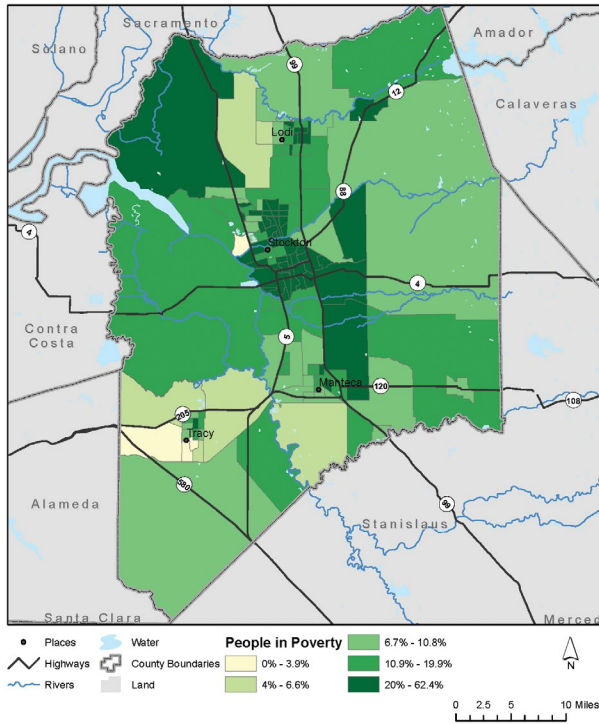 Sacramento
Solano
Amador
99
12
Calaveras
Lodi
88
4
Stockton
4
5
Contra
Costa
Manteca
120
108
205
Tracy
580
Alameda
99
Stanislaus
Santa Clara
Merced
Places
Water
People in Poverty
6.7% - 10.8%
Highways
County Boundaries
0% - 3.9%
10.9% - 19.9%
Rivers
Land
4% - 6.6%
20% - 62.4%
N
0 2.5 5 10 Miles